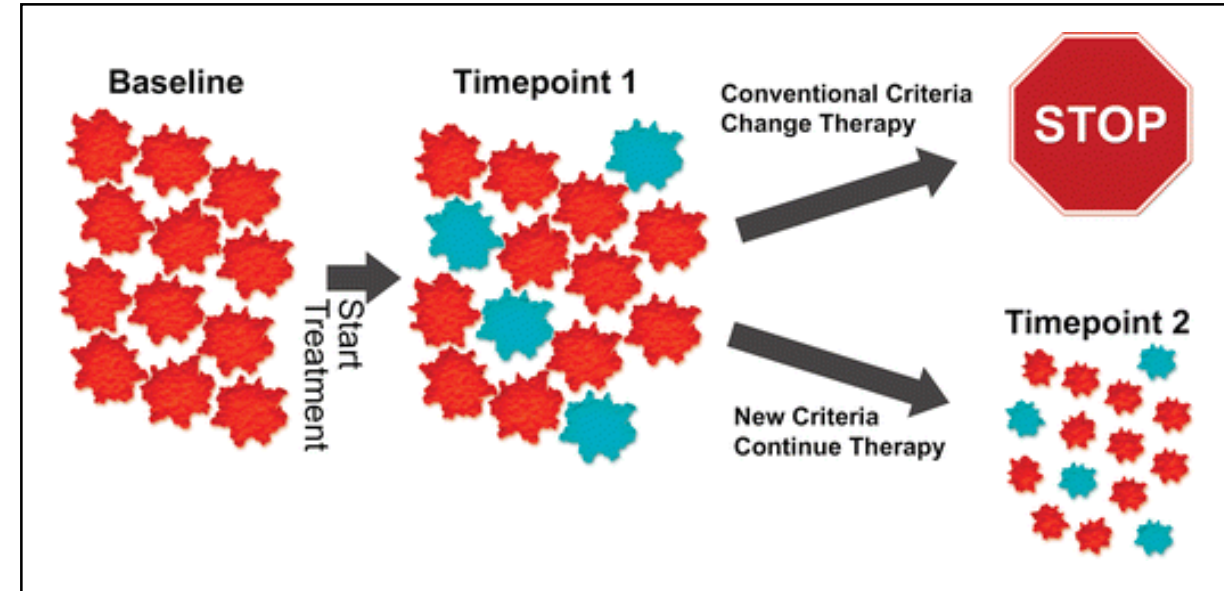 Baseline
Timepoint 1
Conventional Criteria
Change Therapy
STOP
Start
Treatment
Timepoint 2
New Criteria
Continue Therapy